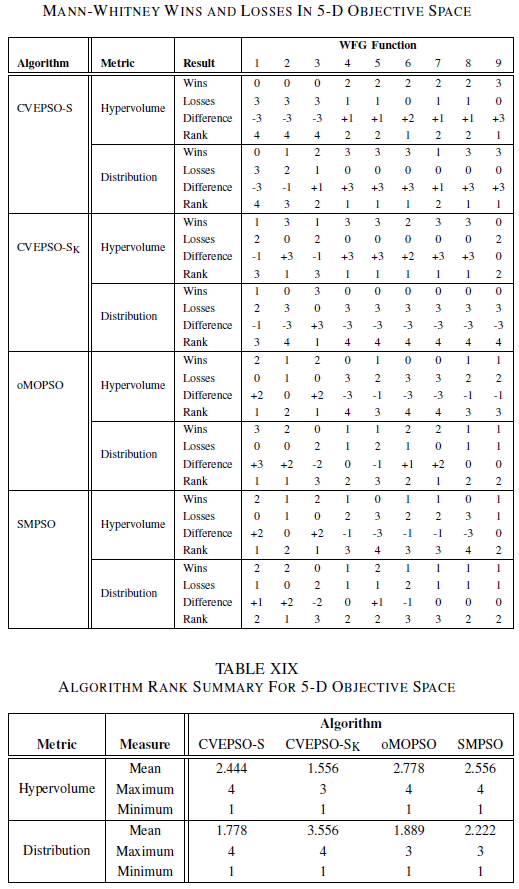 MANN-WHITNEY WINS AND LOSSES IN 5-D OBJECTIVE SPACE
WFG Function
Algorithm Metric Result 1 2 3 4 5 6 7 8 9
CVEPSO-S Hypervolume Wins 0 0 0 2 2 2 2 2 3
Losses 3 3 3 1 1 0 1 1 0
Difference -3 -3 -3 +1 +1 +2 +1 +1 +3
Rank 4 4 4 2 2 1 2 2 1
Distribution Wins 0 1 2 3 3 3 1 3 3
Losses 3 2 1 0 0 0 0 0 0
Difference -3 -1 +1 +3 +3 +3 +1 +3 +3
Rank 4 3 2 1 1 1 2 1 1
CVEPSO-SK Hypervolume Wins 1 3 1 3 3 2 3 3 0
Losses 2 0 2 0 0 0 0 0 2
Difference -1 +3 -1 +3 +3 +2 +3 +3 0
Rank 3 1 3 1 1 1 1 1 2
Distribution Wins 1 0 3 0 0 0 0 0 0
Losses 2 3 0 3 3 3 3 3 3
Difference -1 -3 +3 -3 -3 -3 -3 -3 -3
Rank 3 4 1 4 4 4 4 4 4
oMOPSO Hypervolume Wins 2 1 2 0 1 0 0 1 1
Losses 0 1 0 3 2 3 3 2 2
Difference +2 0 +2 -3 -1 -3 -3 -1 -1
Rank 1 2 1 4 3 4 4 3 3
Distribution Wins 3 2 0 1 1 2 2 1 1
Losses 0 0 2 1 2 1 0 1 1
Difference +3 +2 -2 0 -1 +1 +2 0 0
Rank 1 1 3 2 3 2 1 2 2
SMPSO Hypervolume Wins 2 1 2 1 0 1 1 0 1
Losses 0 1 0 2 3 2 2 3 1
Difference +2 0 +2 -1 -3 -1 -1 -3 0
Rank 1 2 1 3 4 3 3 4 2
Distribution Wins 2 2 0 1 2 1 1 1 1
Losses 1 0 2 1 1 2 1 1 1
Difference +1 +2 -2 0 +1 -1 0 0 0
Rank 2 1 3 2 2 3 3 2 2
TABLE XIX
ALGORITHM RANK SUMMARY FOR 5-D OBJECTIVE SPACE
Algorithm
Metric Measure CVEPSO-S CVEPSO-SK oMOPSO SMPSO
Hypervolume Mean 2.444 1.556 2.778 2.556
Maximum 4 3 4 4
Minimum 1 1 1 1
Distribution Mean 1.778 3.556 1.889 2.222
Maximum 4 4 3 3
Minimum 1 1 1 1